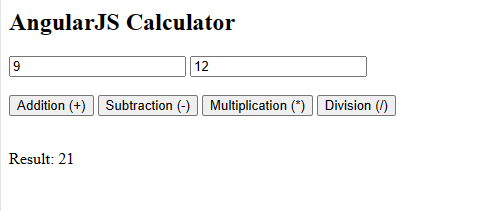 AngularJS Calculator
9 12
Addition (+) Subtraction (-) Multiplication (*) Division (/)
Result: 21